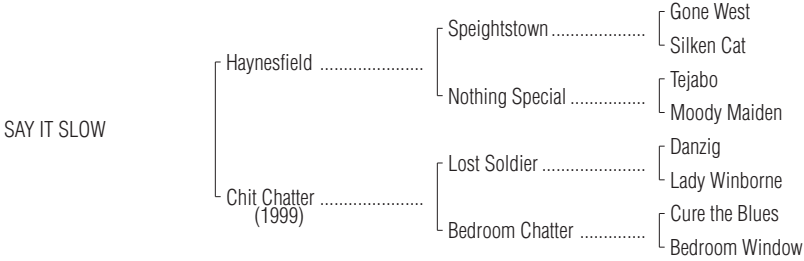 Gone West
Speightstown ....................
Silken Cat
Haynesfield ......................
Tejabo
Nothing Special ................
Moody Maiden
SAY IT SLOW
Danzig
Lost Soldier ......................
Lady Winborne
Chit Chatter ......................
(1999)
Cure the Blues
Bedroom Chatter ..............
Bedroom Window